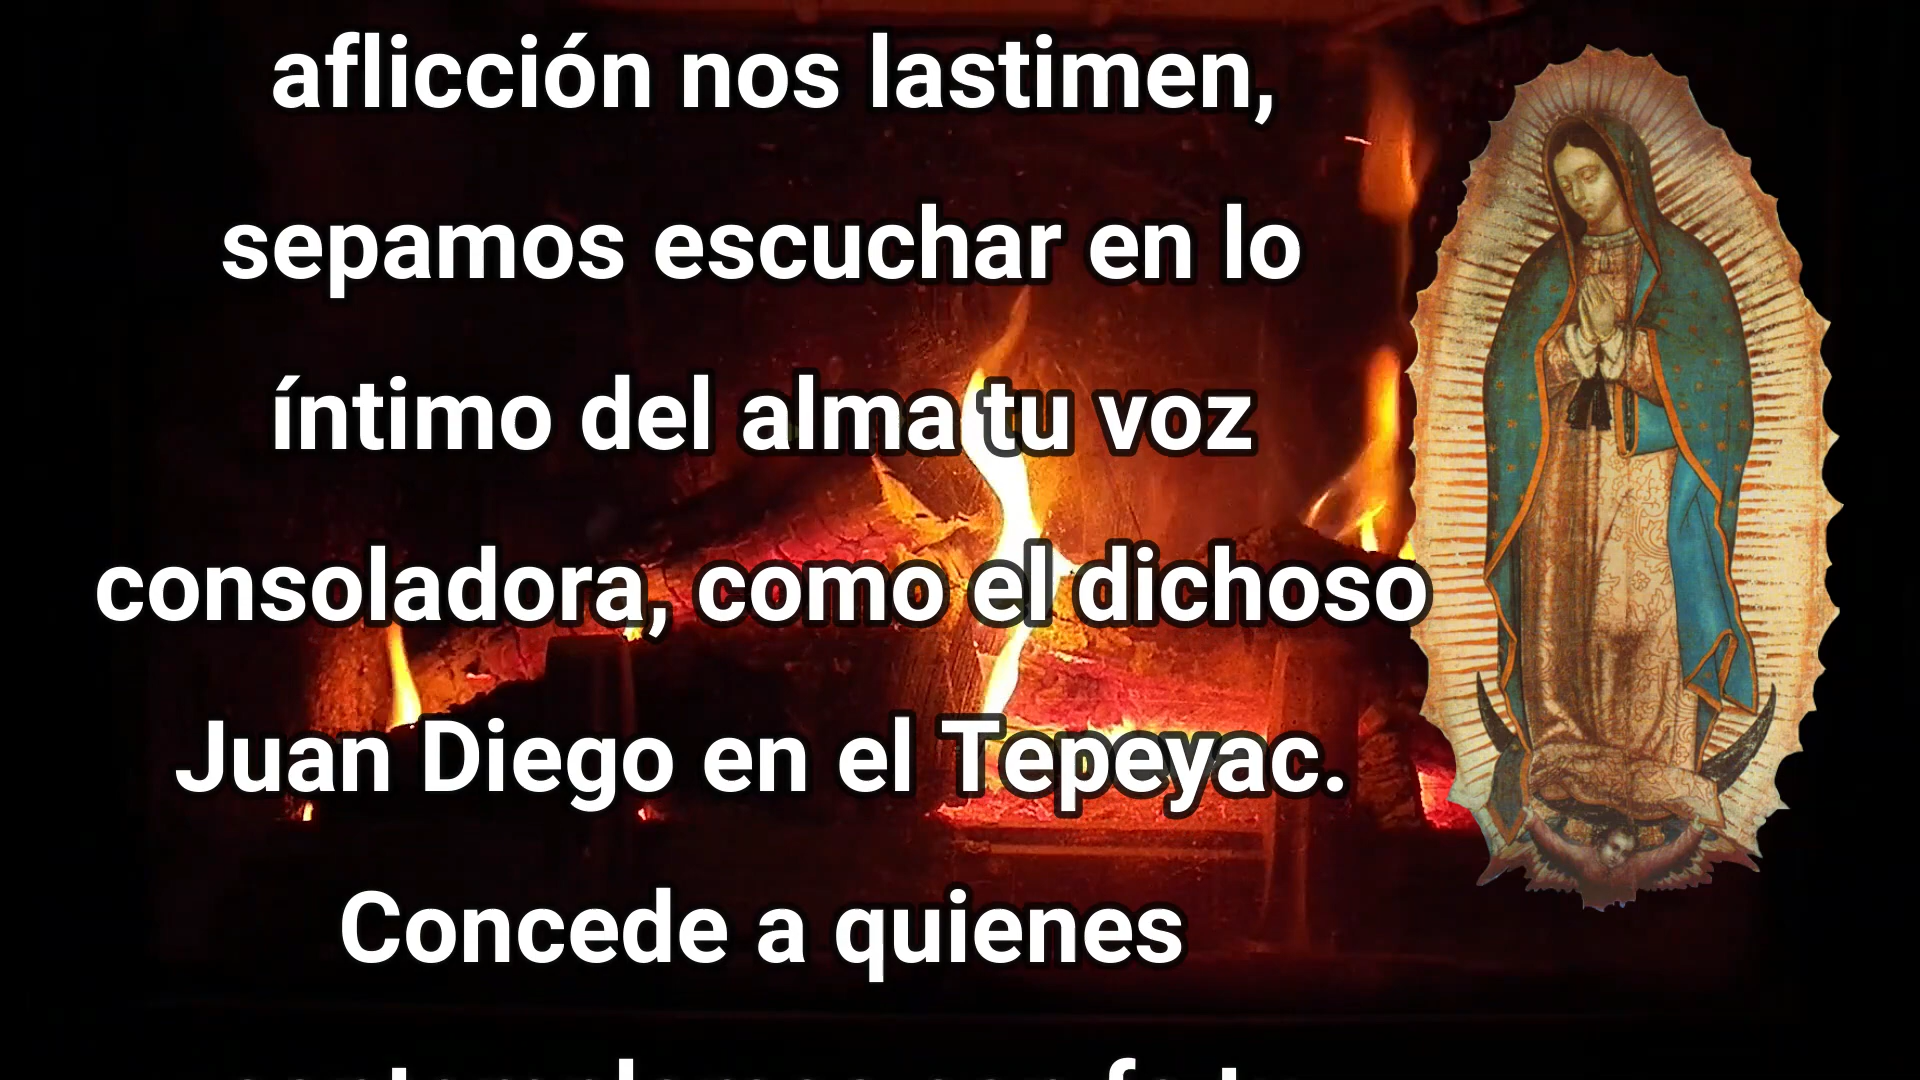 aflicción nos lastimen,
sepamos escuchar en lo
íntimo del alma tu voz
consoladora, como el dichoso
Juan Diego en el Tepeyac.
Concede a quienes